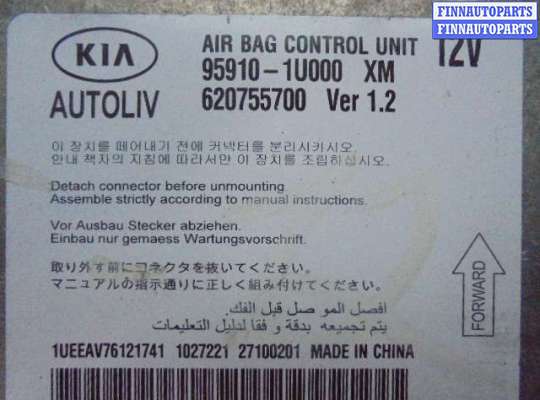 FINNAUTOPARTS
FINNAUTOPARTS
KIA
AIR BAG CONTROL UNIT 12V
95910-1U000 XM
AUTOLIV 620755700 Ver 1.2
이 장치를 떼어내기 전에 커넥터를 분리시키시오.
안내 책자의 지침에 따라서만 이 장치를 조립하십시오.
Detach connector before unmounting
Assemble strictly according to manual instructions.
Vor Ausbau Stecker abziehen.
Einbau nur gemaess Wartungsvorschrift.
取り外す前にコネクタを抜いてください。
マニュアルの指示通りに正しく組み付けてください。
افصل الموصل قبل الفك.
يتم تجميعه بدقة وفقا لدليل التعليمات
FORWARD
1UEEAV76121741 1027221 27100201 MADE IN CHINA